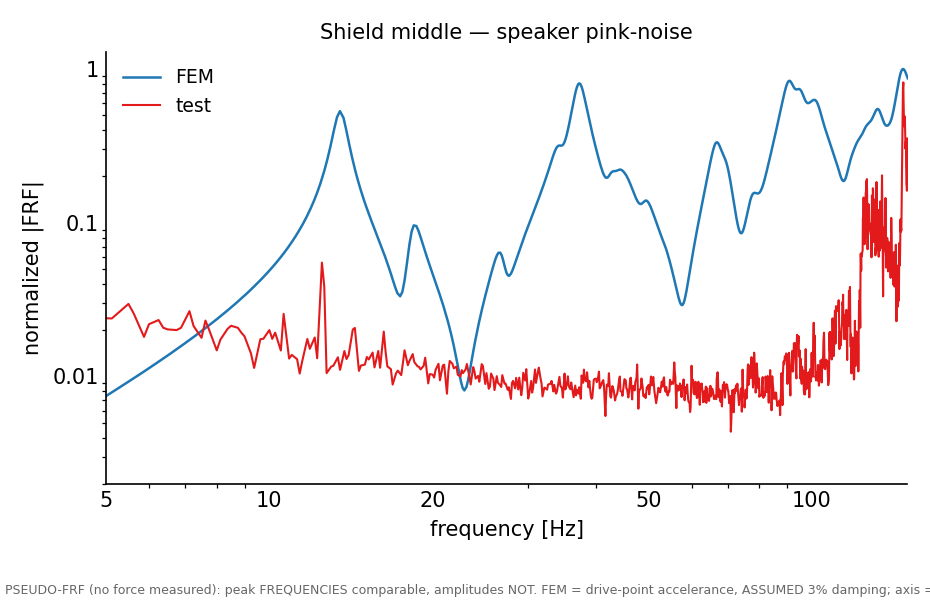 Shield middle — speaker pink-noise
FEM
test
1
0.1
0.01
normalized |FRF|
5 10 20 50 100
frequency [Hz]
PSEUDO-FRF (no force measured): peak FREQUENCIES comparable, amplitudes NOT. FEM = drive-point accelerance, ASSUMED 3% damping; axis =